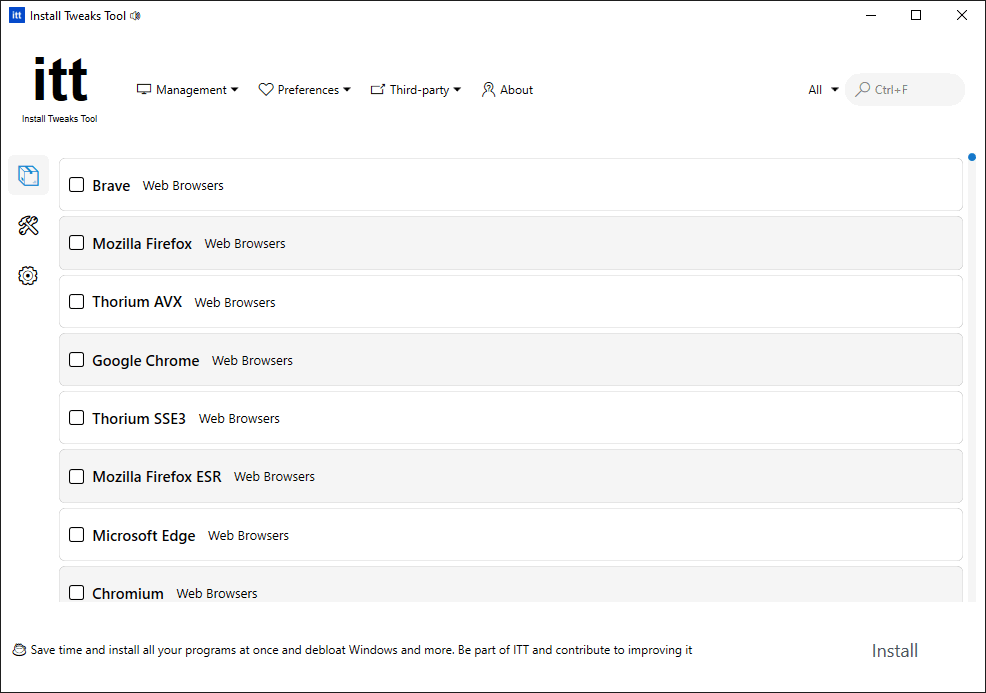 itt Install Tweaks Tool
itt
Install Tweaks Tool
Management Preferences Third-party About All Ctrl+F
Brave Web Browsers
Mozilla Firefox Web Browsers
Thorium AVX Web Browsers
Google Chrome Web Browsers
Thorium SSE3 Web Browsers
Mozilla Firefox ESR Web Browsers
Microsoft Edge Web Browsers
Chromium Web Browsers
Save time and install all your programs at once and debloat Windows and more. Be part of ITT and contribute to improving it
Install